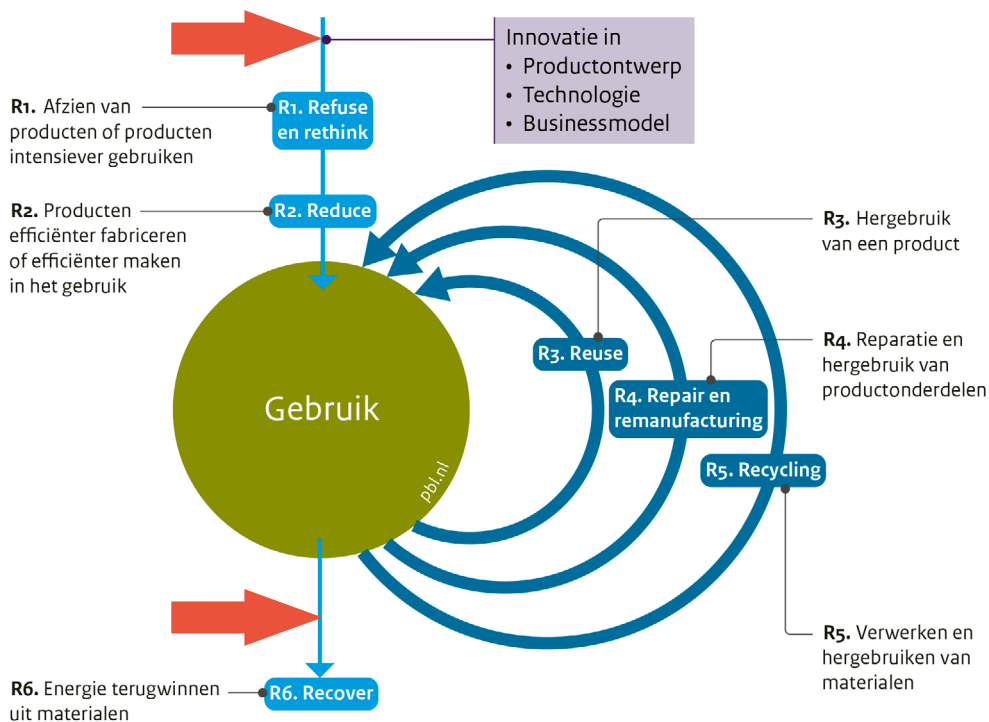 Innovatie in
• Productontwerp
• Technologie
• Businessmodel
R1. Afzien van
producten of producten
intensiever gebruiken
R1. Refuse
en rethink
R2. Producten
efficiënter fabriceren
of efficiënter maken
in het gebruik
R2. Reduce
R3. Hergebruik
van een product
R3. Reuse
R4. Reparatie en
hergebruik van
productonderdelen
R4. Repair en
remanufacturing
Gebruik
pbl.nl
R5. Recycling
R5. Verwerken en
hergebruiken van
materialen
R6. Energie terugwinnen
uit materialen
R6. Recover